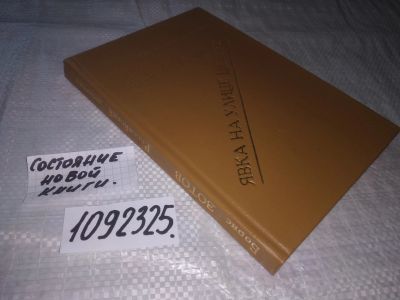 СОСТОЯНИЕ
НОВОЙ
КНИГИ.
1092325.
ЯВКА НА УЛИЦЕ
Борис ЗОТОВ